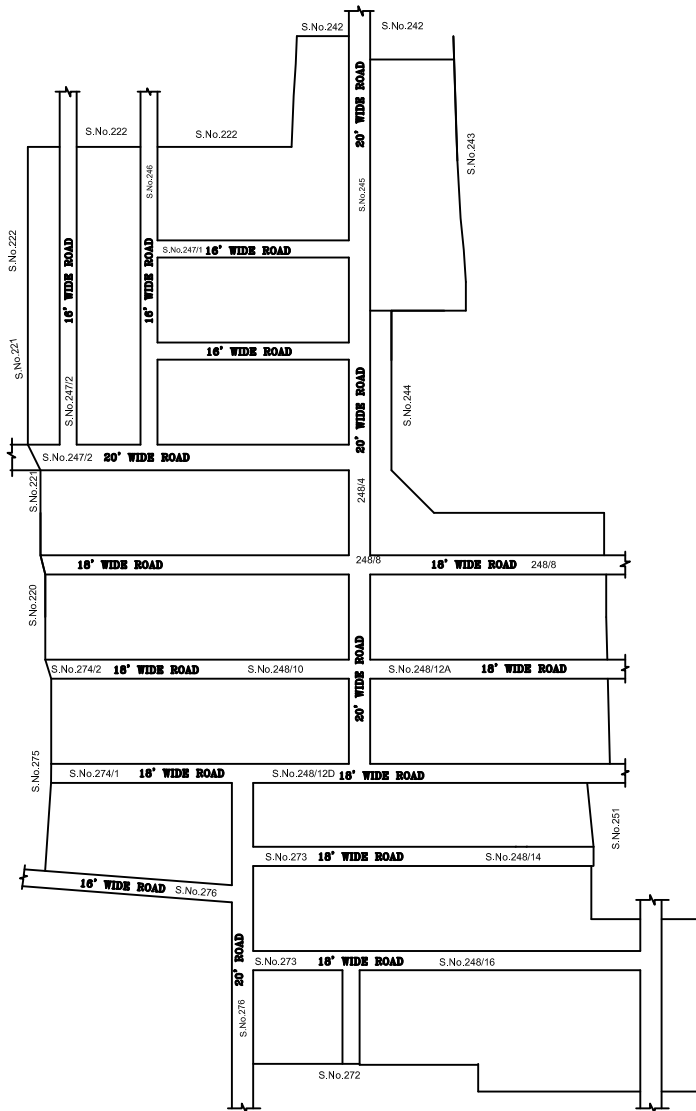 S.No.242
S.No.242
20' WIDE ROAD
S.No.222
S.No.222
S.No.243
S.No.246
S.No.245
S.No.222
S.No.247/1 16' WIDE ROAD
16' WIDE ROAD
16' WIDE ROAD
S.No.221
16' WIDE ROAD
S.No.247/2
20' WIDE ROAD
S.No.244
S.No.247/2 20' WIDE ROAD
S.No.221
248/4
18' WIDE ROAD
248/8
18' WIDE ROAD 248/8
S.No.220
20' WIDE ROAD
S.No.274/2 18' WIDE ROAD S.No.248/10
S.No.248/12A 18' WIDE ROAD
S.No.275
S.No.274/1 18' WIDE ROAD S.No.248/12D 18' WIDE ROAD
S.No.251
S.No.273 18' WIDE ROAD S.No.248/14
16' WIDE ROAD S.No.276
20' ROAD
S.No.273 18' WIDE ROAD S.No.248/16
S.No.276
S.No.272